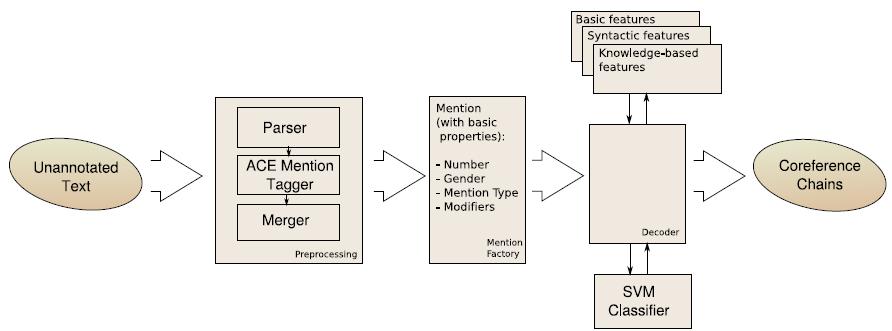 Unannotated
Text
Parser
ACE Mention
Tagger
Merger
Preprocessing
Mention
(with basic
properties):
- Number
- Gender
- Mention Type
- Modifiers
Mention
Factory
Basic features
Syntactic features
Knowledge-based
features
Decoder
SVM
Classifier
Coreference
Chains